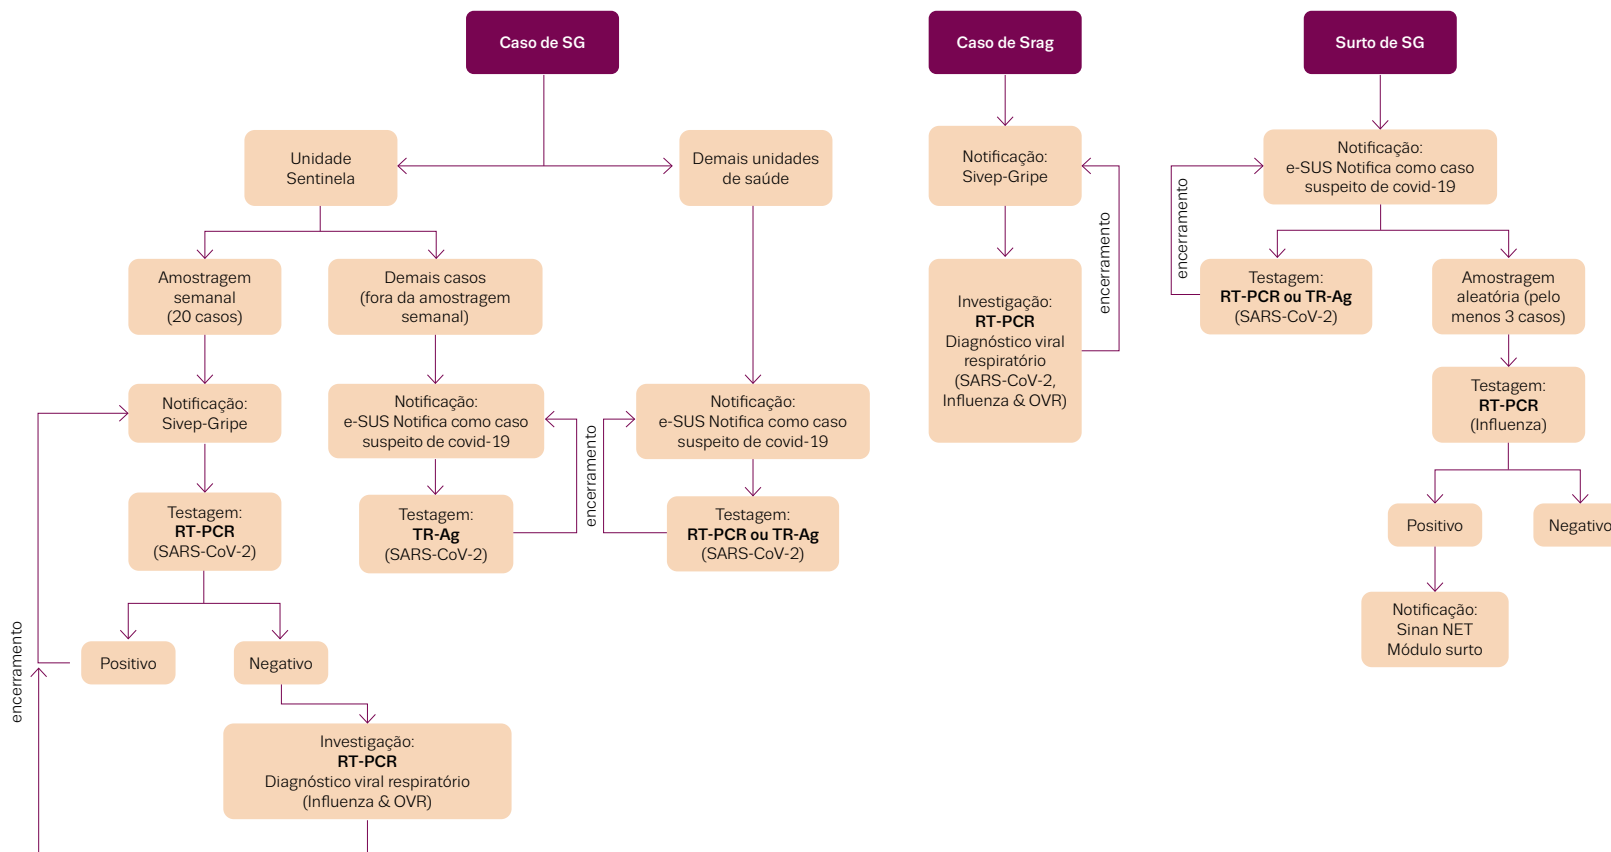 Caso de SG
Unidade
Sentinela
Demais unidades
de saúde
Amostragem
semanal
(20 casos)
Demais casos
(fora da amostragem
semanal)
Notificação:
Sivep-Gripe
Notificação:
e-SUS Notifica como caso
suspeito de covid-19
Notificação:
e-SUS Notifica como caso
suspeito de covid-19
encerramento
Testagem:
RT-PCR
(SARS-CoV-2)
Testagem:
TR-Ag
(SARS-CoV-2)
Testagem:
RT-PCR ou TR-Ag
(SARS-CoV-2)
encerramento
Positivo
Negativo
Investigação:
RT-PCR
Diagnóstico viral respiratório
(Influenza & OVR)
Caso de Srag
Notificação:
Sivep-Gripe
encerramento
Investigação:
RT-PCR
Diagnóstico viral
respiratório
(SARS-CoV-2,
Influenza & OVR)
Surto de SG
Notificação:
e-SUS Notifica como caso
suspeito de covid-19
encerramento
Testagem:
RT-PCR ou TR-Ag
(SARS-CoV-2)
Amostragem
aleatória (pelo
menos 3 casos)
Testagem:
RT-PCR
(Influenza)
Positivo
Negativo
Notificação:
Sinan NET
Módulo surto